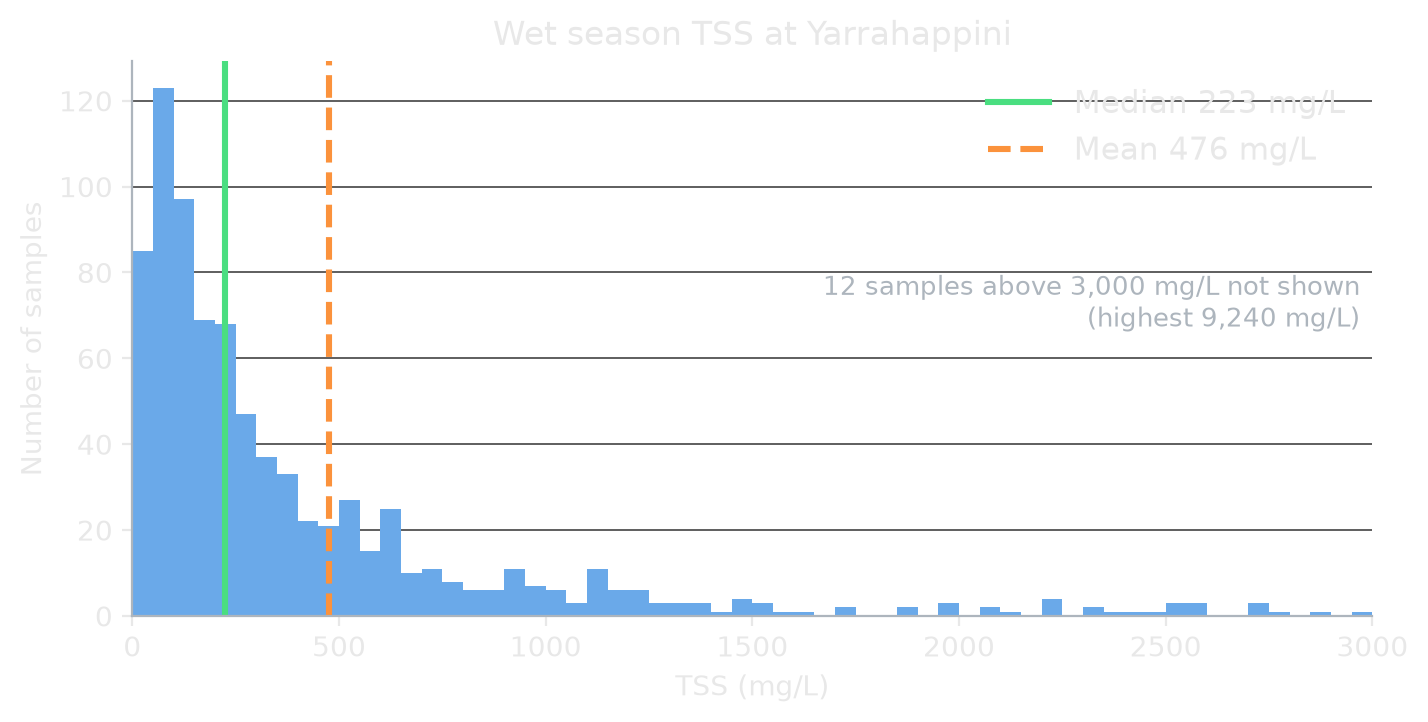 Wet season TSS at Yarrahappini
Median 223 mg/L
Mean 476 mg/L
12 samples above 3,000 mg/L not shown
(highest 9,240 mg/L)
Number of samples
120
100
80
60
40
20
0
0 500 1000 1500 2000 2500 3000
TSS (mg/L)